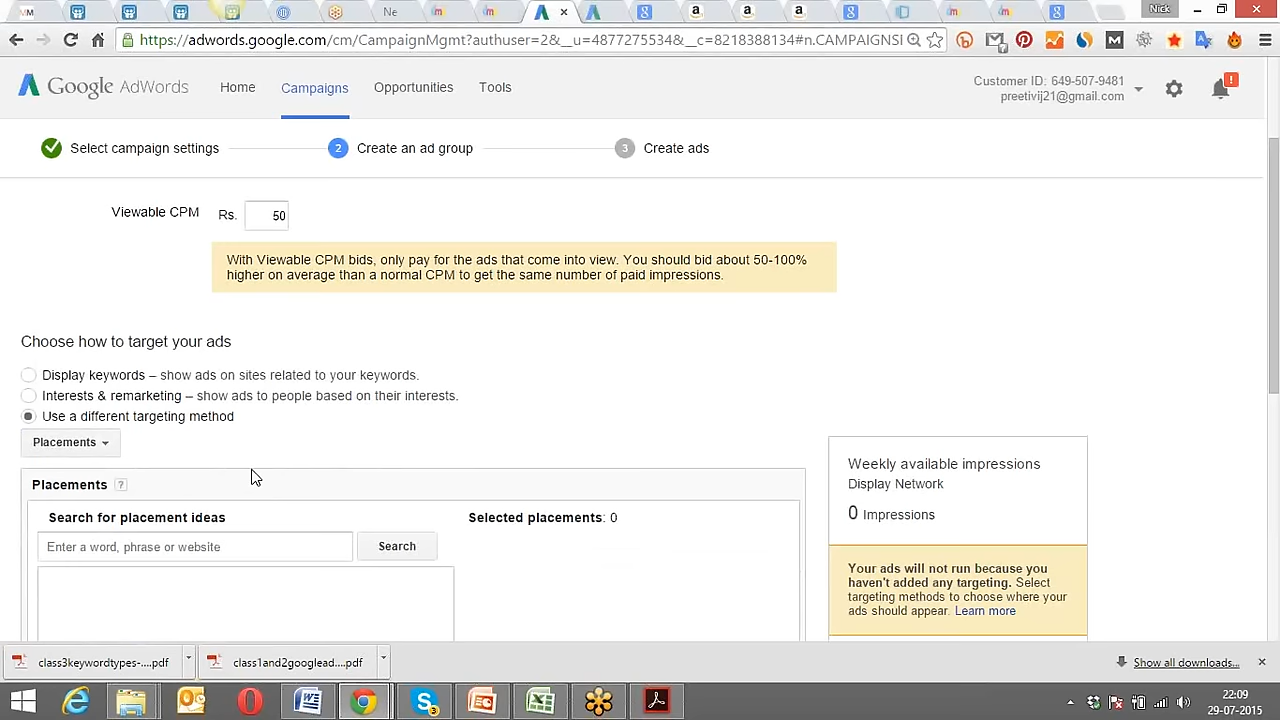 VM
Ne
Nick
https://adwords.google.com/cm/CampaignMgmt?authuser=2&__u=4877275534&__c=8218388134#n.CAMPAIGNSI
Google AdWords
Home
Campaigns
Opportunities
Tools
Customer ID: 649-507-9481
preetivij21@gmail.com
!
Select campaign settings
2 Create an ad group
3 Create ads
Viewable CPM Rs. 50
With Viewable CPM bids, only pay for the ads that come into view. You should bid about 50-100%
higher on average than a normal CPM to get the same number of paid impressions.
Choose how to target your ads
Display keywords – show ads on sites related to your keywords.
Interests & remarketing – show ads to people based on their interests.
Use a different targeting method
Placements
Placements ?
Search for placement ideas
Selected placements: 0
Enter a word, phrase or website
Search
Weekly available impressions
Display Network
0 Impressions
Your ads will not run because you
haven't added any targeting. Select
targeting methods to choose where your
ads should appear. Learn more
class3keywordtypes-....pdf
class1and2googlead....pdf
Show all downloads...
22:09
29-07-2015